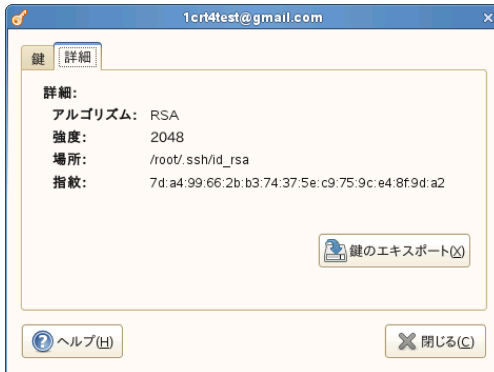 1crt4test@gmail.com
鍵 詳細
詳細:
アルゴリズム: RSA
強度: 2048
場所: /root/.ssh/id_rsa
指紋: 7d:a4:99:66:2b:b3:74:37:5e:c9:75:9c:e4:8f:9d:a2
鍵のエキスポート(X)
ヘルプ(H) 閉じる(C)